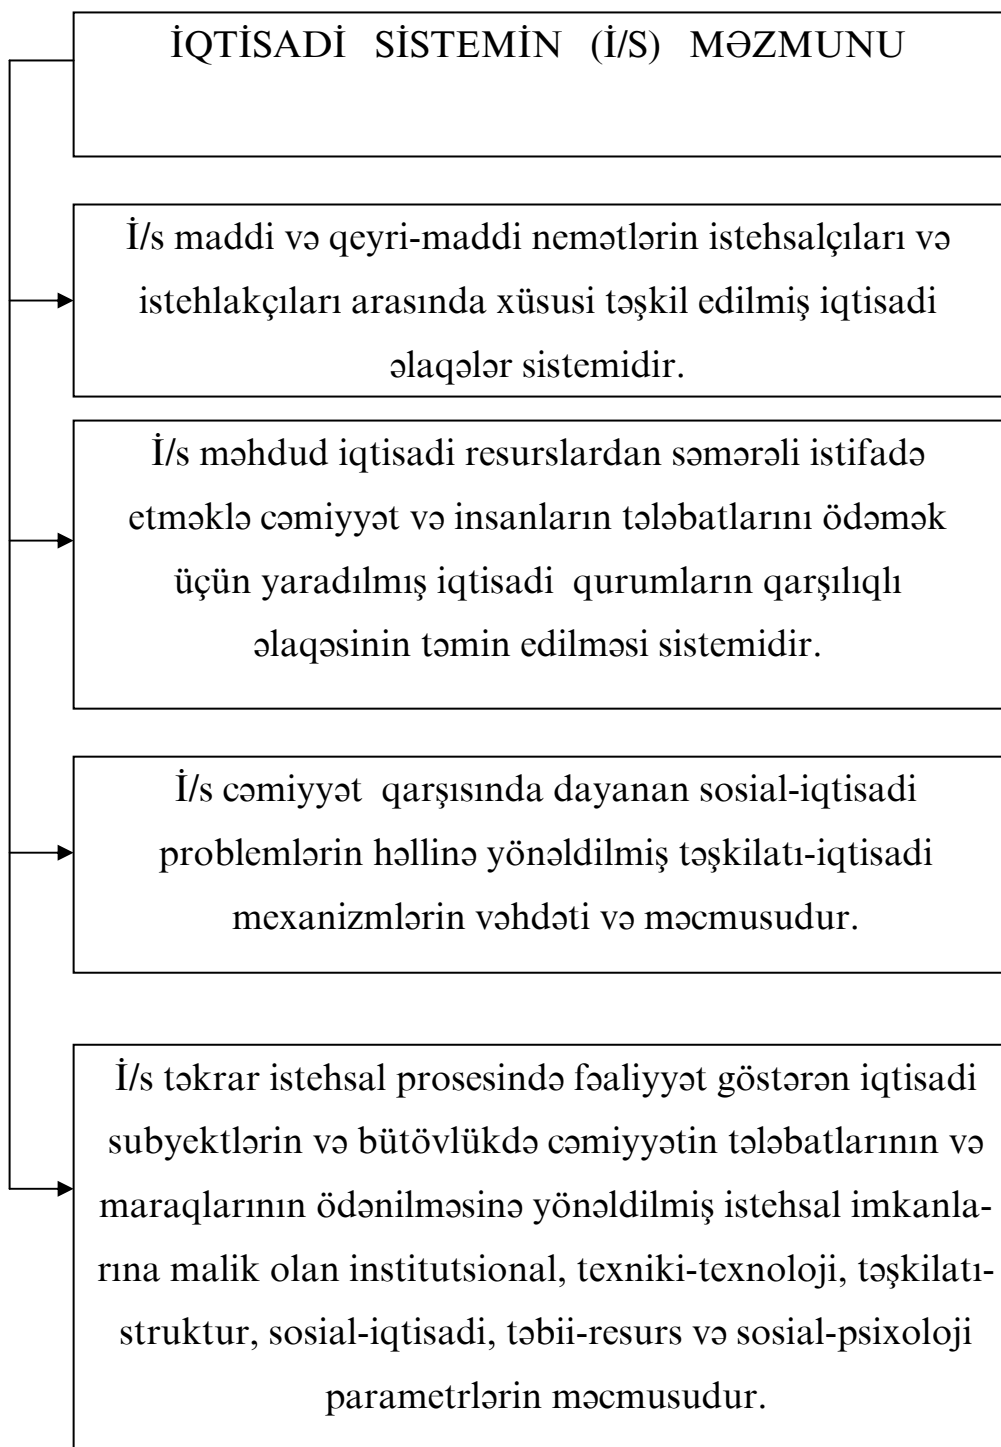 İQTİSADİ SİSTEMİN (İ/S) MƏZMUNU
İ/s maddi və qeyri-maddi nemətlərin istehsalçıları və
istehlakçıları arasında xüsusi təşkil edilmiş iqtisadi
əlaqələr sistemidir.
İ/s məhdud iqtisadi resurslardan səmərəli istifadə
etməklə cəmiyyət və insanların tələbatlarını ödəmək
üçün yaradılmış iqtisadi qurumların qarşılıqlı
əlaqəsinin təmin edilməsi sistemidir.
İ/s cəmiyyət qarşısında dayanan sosial-iqtisadi
problemlərin həllinə yönəldilmiş təşkilatı-iqtisadi
mexanizmlərin vəhdəti və məcmusudur.
İ/s təkrar istehsal prosesində fəaliyyət göstərən iqtisadi
subyektlərin və bütövlükdə cəmiyyətin tələbatlarının və
maraqlarının ödənilməsinə yönəldilmiş istehsal imkanla-
rına malik olan institutsional, texniki-texnoloji, təşkilatı-
struktur, sosial-iqtisadi, təbii-resurs və sosial-psixoloji
parametrlərin məcmusudur.